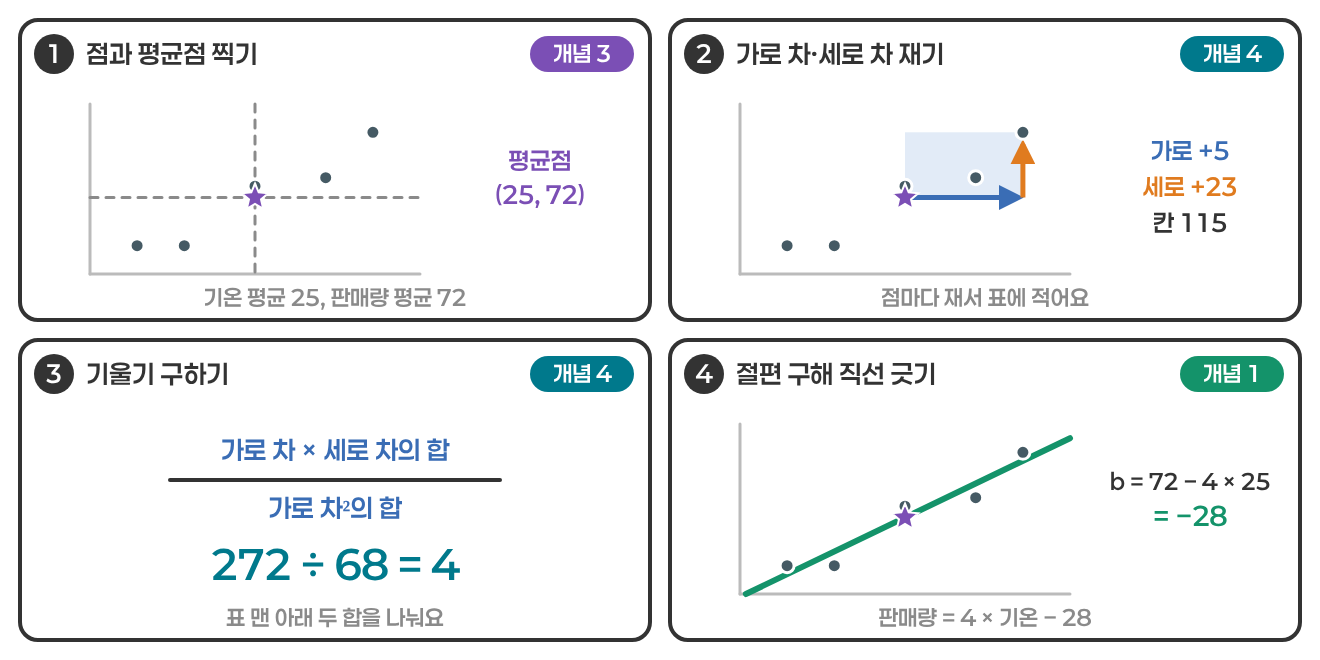 1 점과 평균점 찍기 개념 3
평균점
(25, 72)
기온 평균 25, 판매량 평균 72
2 가로 차·세로 차 재기 개념 4
가로 +5
세로 +23
칸 115
점마다 재서 표에 적어요
3 기울기 구하기 개념 4
가로 차 × 세로 차의 합
가로 차²의 합
272 ÷ 68 = 4
표 맨 아래 두 합을 나눠요
4 절편 구해 직선 긋기 개념 1
b = 72 − 4 × 25
= −28
판매량 = 4 × 기온 − 28